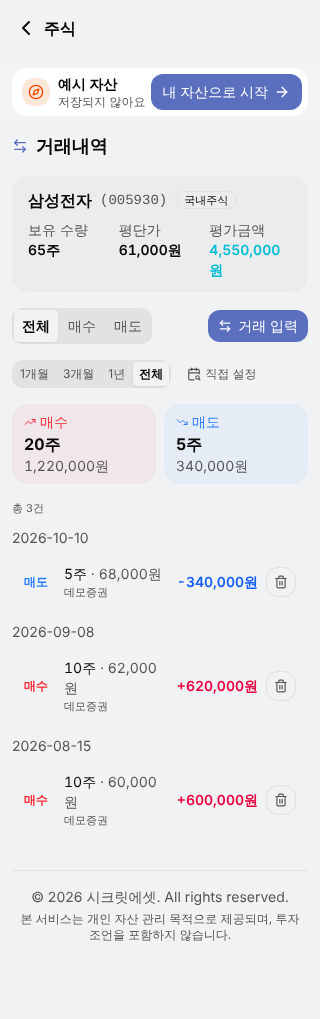 주식
예시 자산
저장되지 않아요
내 자산으로 시작
거래내역
삼성전자 (005930) 국내주식
보유 수량 평단가 평가금액
65주 61,000원 4,550,000
원
전체 매수 매도
거래 입력
1개월 3개월 1년 전체 직접 설정
매수
20주
1,220,000원
매도
5주
340,000원
총 3건
2026-10-10
매도 5주 · 68,000원 -340,000원
데모증권
2026-09-08
매수 10주 · 62,000 +620,000원
원
데모증권
2026-08-15
매수 10주 · 60,000 +600,000원
원
데모증권
© 2026 시크릿에셋. All rights reserved.
본 서비스는 개인 자산 관리 목적으로 제공되며, 투자
조언을 포함하지 않습니다.